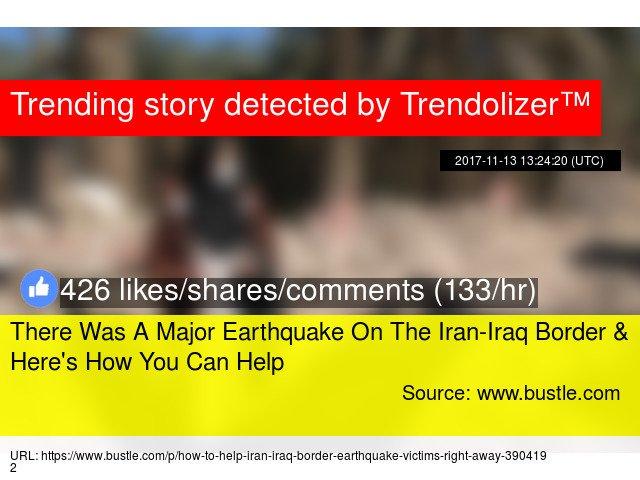 Trending story detected by Trendolizer™
2017-11-13 13:24:20 (UTC)
426 likes/shares/comments (133/hr)
There Was A Major Earthquake On The Iran-Iraq Border &
Here's How You Can Help
Source: www.bustle.com
URL: https://www.bustle.com/p/how-to-help-iran-iraq-border-earthquake-victims-right-away-390419
2